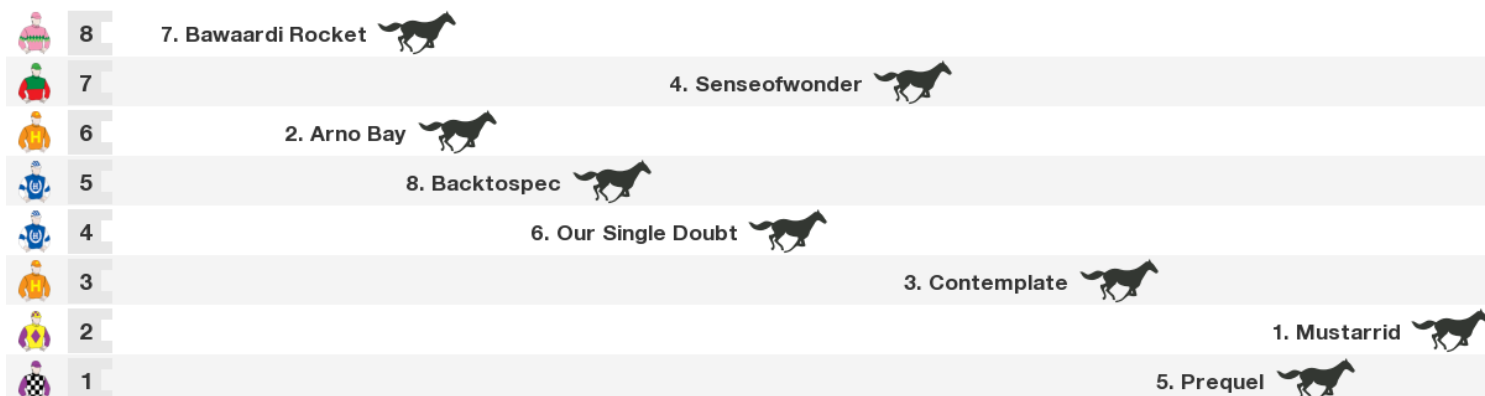 8 7. Bawaardi Rocket
7 4. Senseofwonder
6 2. Arno Bay
H
5 8. Backtospec
H
4 6. Our Single Doubt
H
3 3. Contemplate
H
2 1. Mustarrid
1 5. Prequel